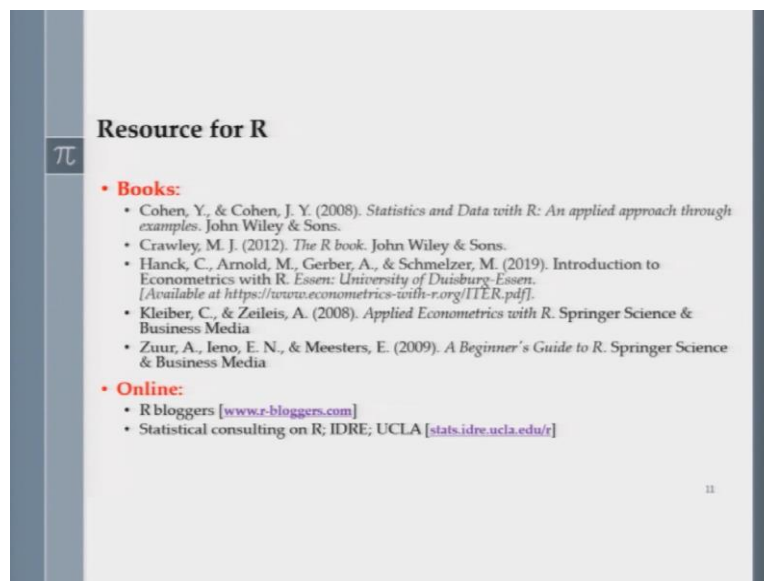 Resource for R
π
• Books:
• Cohen, Y., & Cohen, J. Y. (2008). Statistics and Data with R: An applied approach through
examples. John Wiley & Sons.
• Crawley, M. J. (2012). The R book. John Wiley & Sons.
• Hanck, C., Arnold, M., Gerber, A., & Schmelzer, M. (2019). Introduction to
Econometrics with R. Essen: University of Duisburg-Essen.
[Available at https://www.econometrics-with-r.org/ITER.pdf].
• Kleiber, C., & Zeileis, A. (2008). Applied Econometrics with R. Springer Science &
Business Media
• Zuur, A., Ieno, E. N., & Meesters, E. (2009). A Beginner's Guide to R. Springer Science
& Business Media
• Online:
• R bloggers [www.r-bloggers.com]
• Statistical consulting on R; IDRE; UCLA [stats.idre.ucla.edu/r]
11